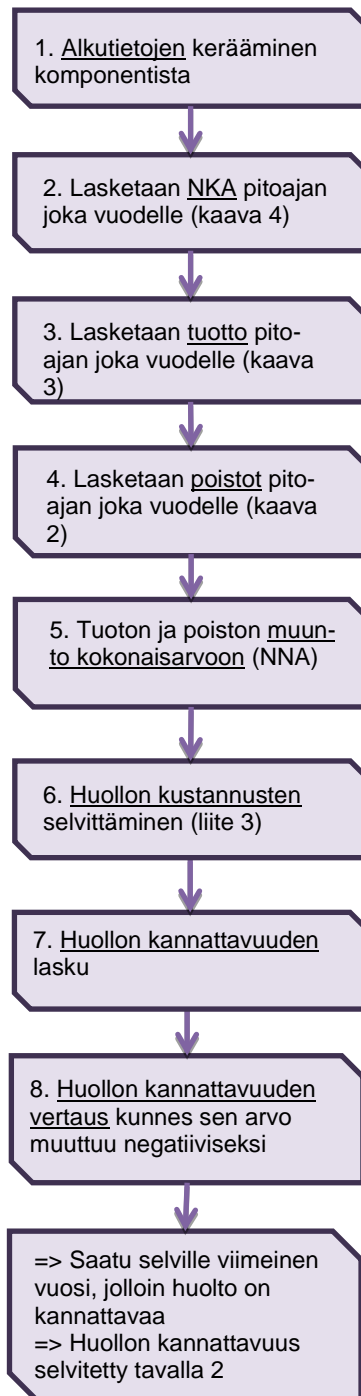 1. Alkutietojen kerääminen
komponentista
2. Lasketaan NKA pitoajan
joka vuodelle (kaava 4)
3. Lasketaan tuotto pito-
ajan joka vuodelle (kaava
3)
4. Lasketaan poistot pito-
ajan joka vuodelle (kaava
2)
5. Tuoton ja poiston muun-
to kokonaisarvoon (NNA)
6. Huollon kustannusten
selvittäminen (liite 3)
7. Huollon kannattavuuden
lasku
8. Huollon kannattavuuden
vertaus kunnes sen arvo
muuttuu negatiiviseksi
=> Saatu selville viimeinen
vuosi, jolloin huolto on
kannattavaa
=> Huollon kannattavuus
selvitetty tavalla 2